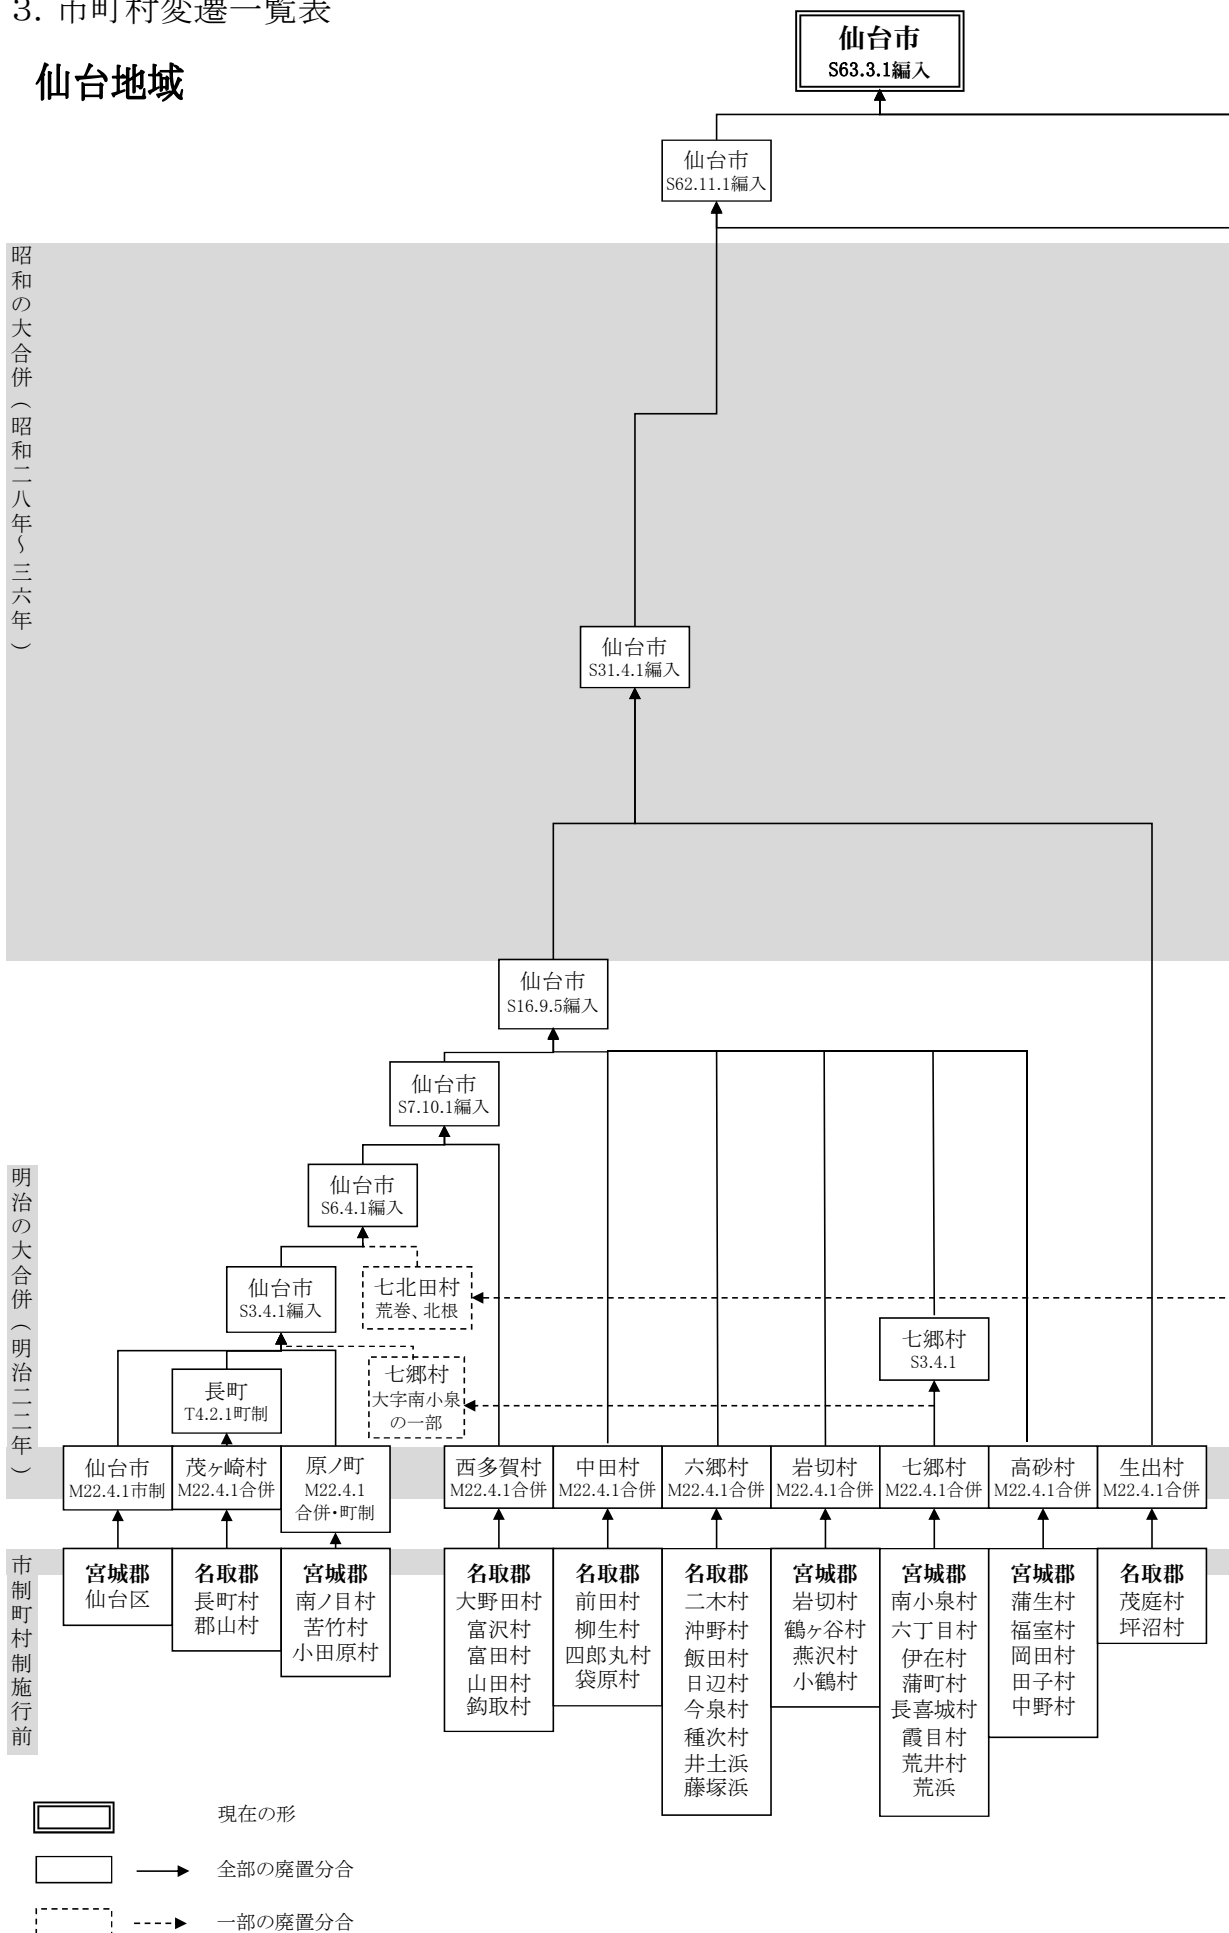 3. 市町村変遷一覧表
仙台地域
仙台市
S63.3.1編入
仙台市
S62.11.1編入
昭和の大合併（昭和二八年～三六年）
仙台市
S31.4.1編入
仙台市
S16.9.5編入
仙台市
S7.10.1編入
明治の大合併（明治二二年）
仙台市
S6.4.1編入
仙台市
S3.4.1編入
七北田村
荒巻、北根
七郷村
S3.4.1
長町
T4.2.1町制
七郷村
大字南小泉
の一部
仙台市
M22.4.1市制
茂ヶ崎村
M22.4.1合併
原ノ町
M22.4.1
合併・町制
西多賀村
M22.4.1合併
中田村
M22.4.1合併
六郷村
M22.4.1合併
岩切村
M22.4.1合併
七郷村
M22.4.1合併
高砂村
M22.4.1合併
生出村
M22.4.1合併
市制町村制施行前
宮城郡
仙台区
名取郡
長町村
郡山村
宮城郡
南ノ目村
苦竹村
小田原村
名取郡
大野田村
富沢村
富田村
山田村
鈎取村
名取郡
前田村
柳生村
四郎丸村
袋原村
名取郡
二木村
沖野村
飯田村
日辺村
今泉村
種次村
井土浜
藤塚浜
宮城郡
岩切村
鶴ヶ谷村
燕沢村
小鶴村
宮城郡
南小泉村
六丁目村
伊在村
蒲町村
長喜城村
霞目村
荒井村
荒浜
宮城郡
蒲生村
福室村
岡田村
田子村
中野村
名取郡
茂庭村
坪沼村
現在の形
全部の廃置分合
一部の廃置分合